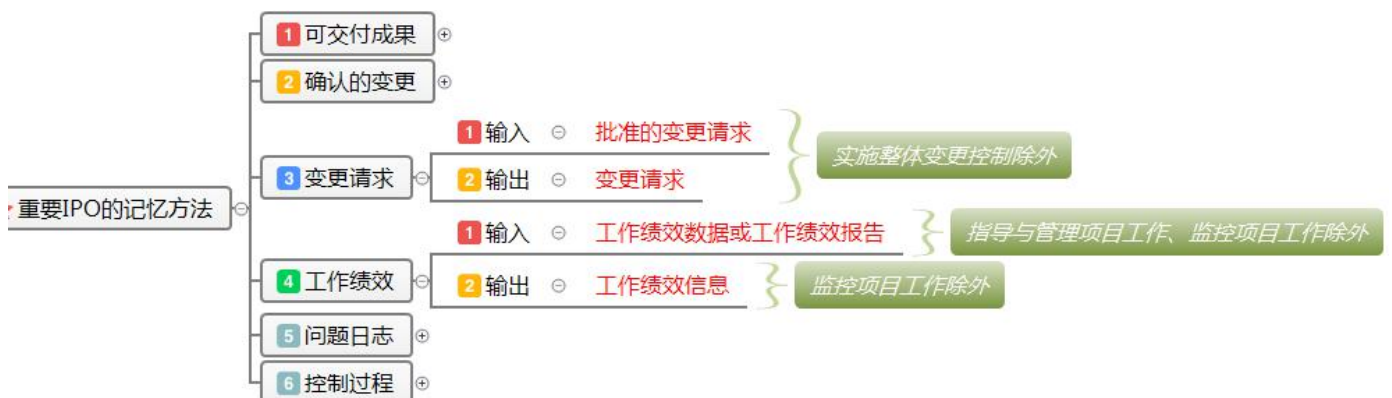 重要IPO的记忆方法
1 可交付成果
2 确认的变更
3 变更请求
1 输入 批准的变更请求
2 输出 变更请求
实施整体变更控制除外
4 工作绩效
1 输入 工作绩效数据或工作绩效报告
指导与管理项目工作、监控项目工作除外
2 输出 工作绩效信息
监控项目工作除外
5 问题日志
6 控制过程